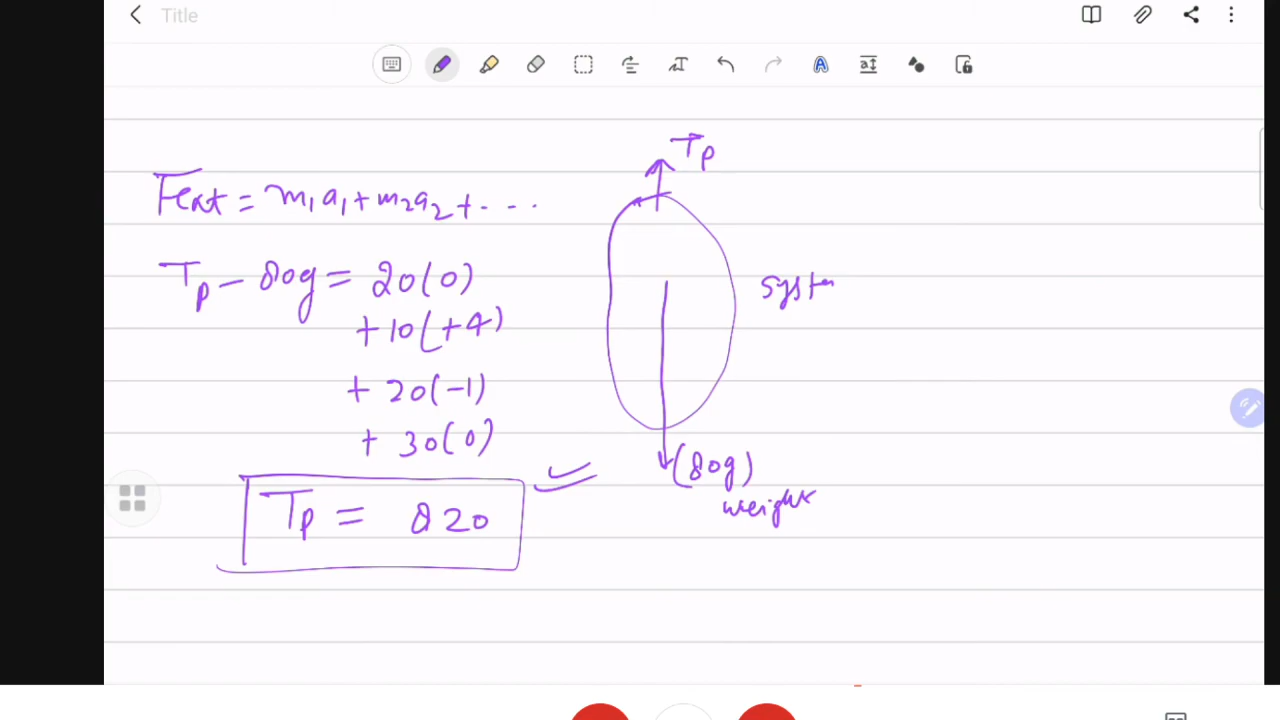 Title
Fext = m₁a₁ + m₂a₂ + - - -
Tp - 80g = 20(0)
+ 10(+4)
+ 20(-1)
+ 30(0)
Tp = 820
Tp
system
(80g)
weight